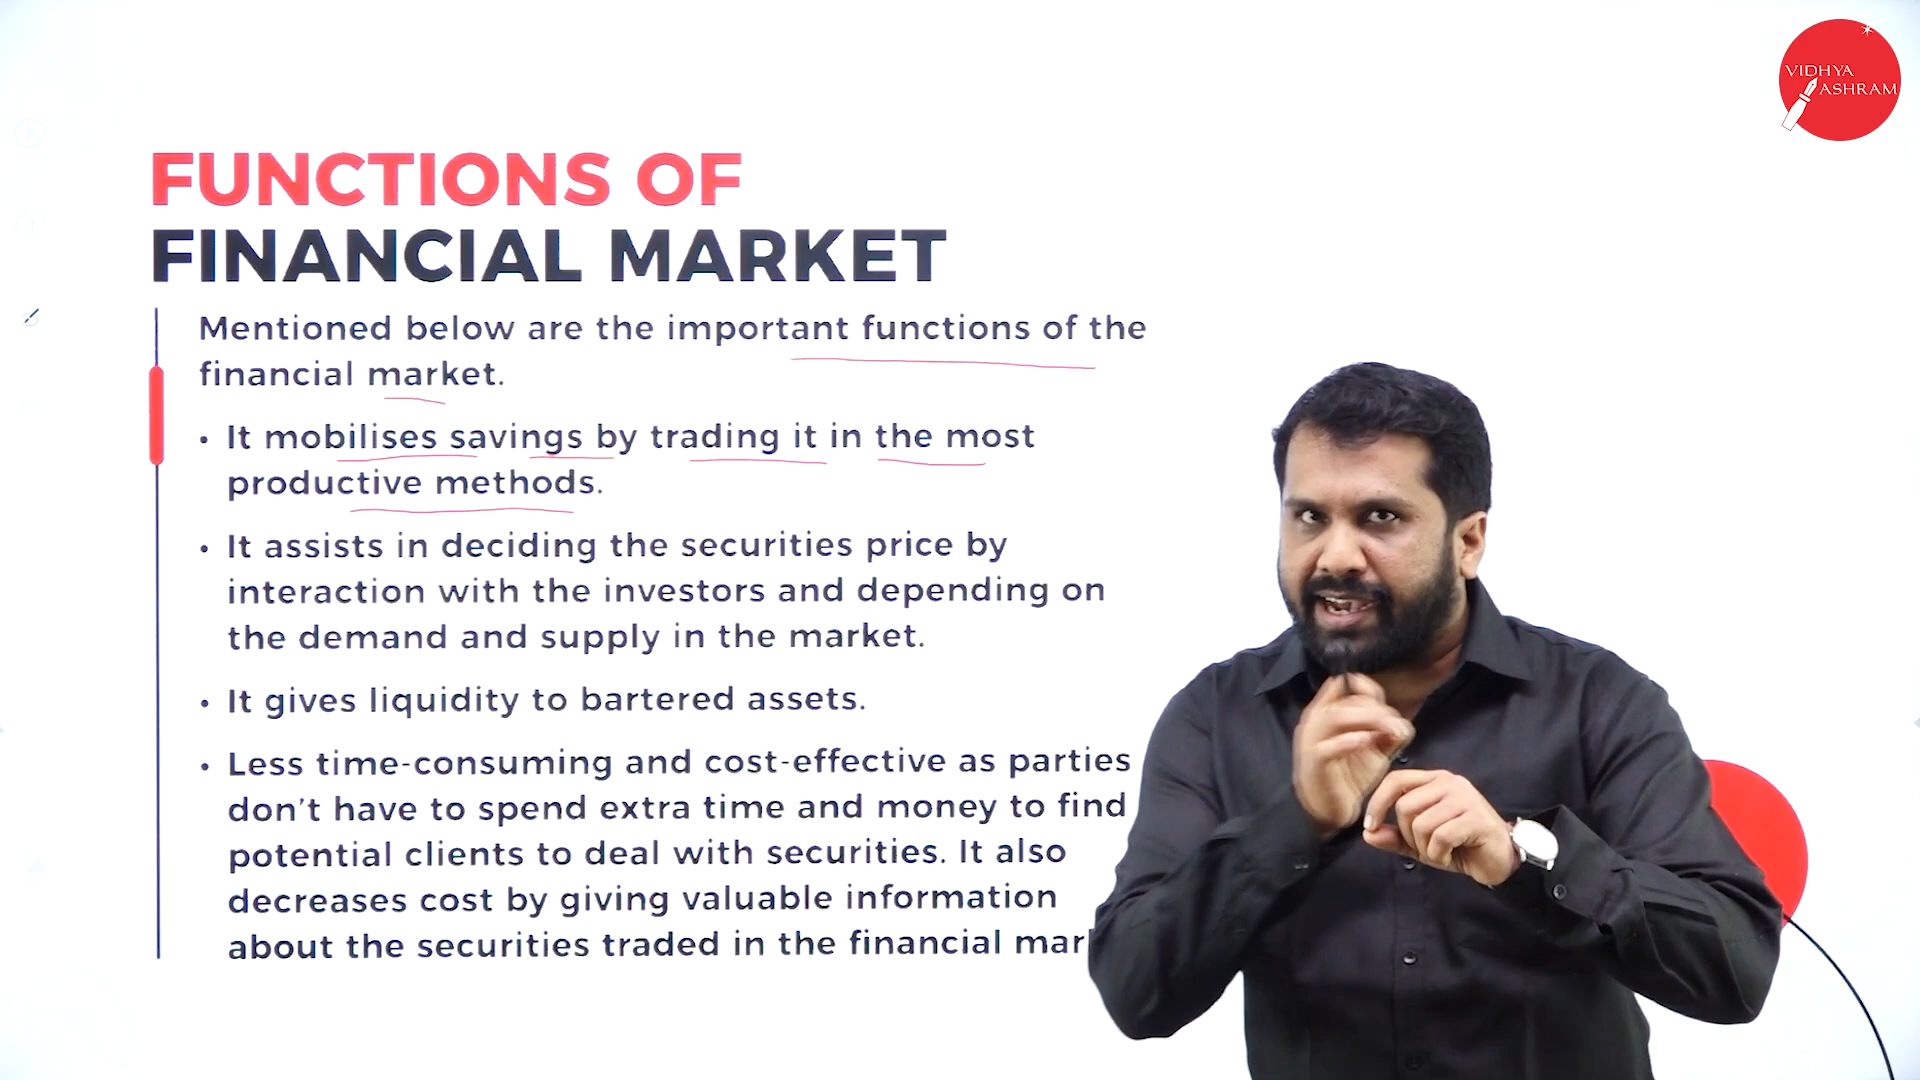 VIDHYA
ASHRAM
FUNCTIONS OF
FINANCIAL MARKET
Mentioned below are the important functions of the
financial market.
• It mobilises savings by trading it in the most
productive methods.
• It assists in deciding the securities price by
interaction with the investors and depending on
the demand and supply in the market.
• It gives liquidity to bartered assets.
• Less time-consuming and cost-effective as parties
don't have to spend extra time and money to find
potential clients to deal with securities. It also
decreases cost by giving valuable information
about the securities traded in the financial